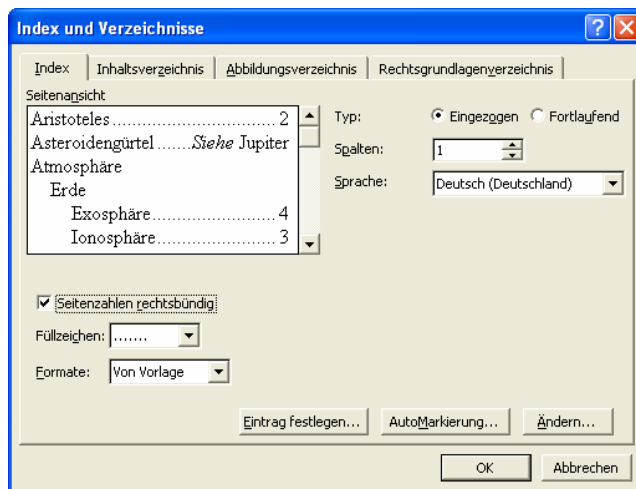 Index und Verzeichnisse
Index Inhaltsverzeichnis Abbildungsverzeichnis Rechtsgrundlagenverzeichnis
Seitenansicht
Aristoteles.........................2
Asteroidengürtel.......Siehe Jupiter
Atmosphäre
Erde
Exosphäre.....................4
Ionosphäre....................3
Typ: Eingezogen Fortlaufend
Spalten: 1
Sprache: Deutsch (Deutschland)
Seitenzahlen rechtsbündig
Füllzeichen: .......
Formate: Von Vorlage
Eintrag festlegen... AutoMarkierung... Ändern...
OK Abbrechen